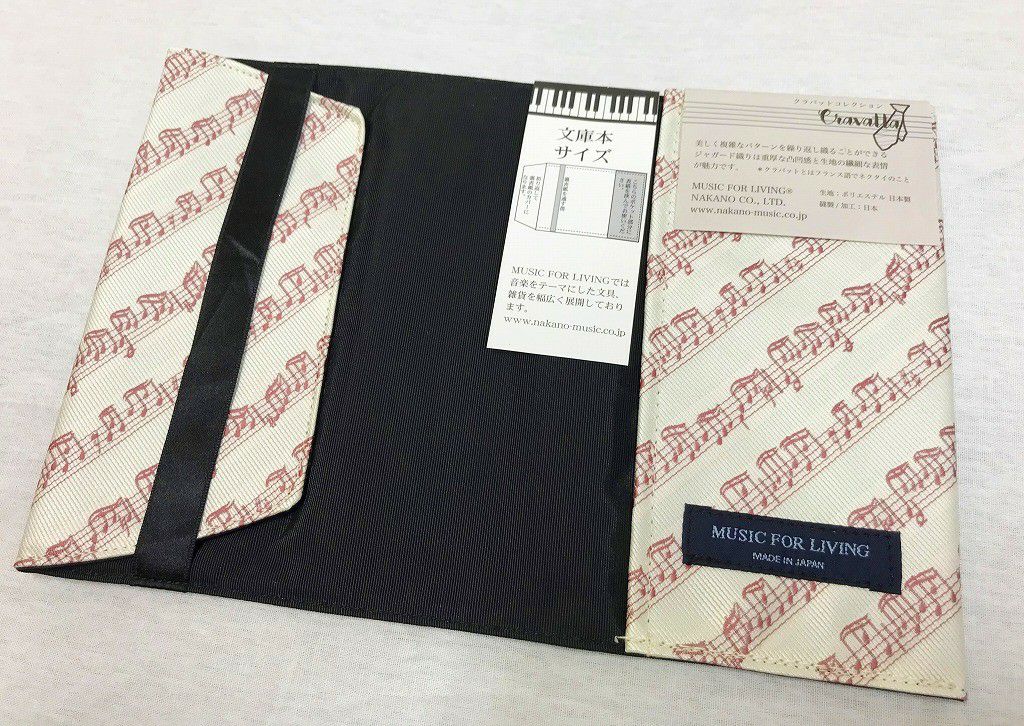 文庫本
サイズ
MUSIC FOR LIVINGでは
音楽をテーマにした文具、
雑貨を幅広く展開しており
ます。
www.nakano-music.co.jp
クラバットコレクション
Cravatta
美しく複雑なパターンを繰り返し織ることができる
ジャガード織りは重厚な凸凹感と生地の繊細な表情
が魅力です。 *クラバットとはフランス語でネクタイのこと
MUSIC FOR LIVING®
NAKANO CO., LTD.
www.nakano-music.co.jp
生地：ポリエステル 日本製
縫製/加工：日本
MUSIC FOR LIVING
MADE IN JAPAN